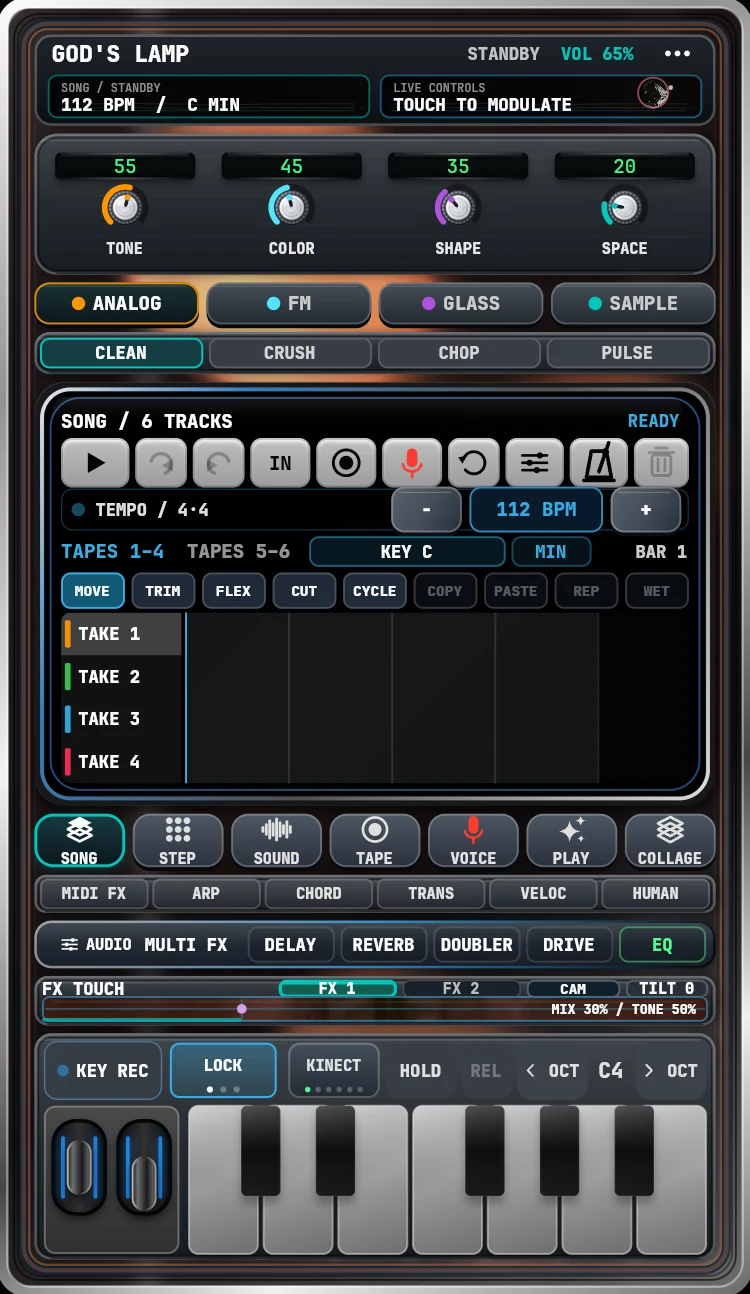 GOD'S LAMP STANDBY VOL 65% •••
SONG / STANDBY
112 BPM / C MIN
LIVE CONTROLS
TOUCH TO MODULATE
55 45 35 20
TONE COLOR SHAPE SPACE
ANALOG FM GLASS SAMPLE
CLEAN CRUSH CHOP PULSE
SONG / 6 TRACKS READY
IN
TEMPO / 4·4 - 112 BPM +
TAPES 1-4 TAPES 5-6 KEY C MIN BAR 1
MOVE TRIM FLEX CUT CYCLE COPY PASTE REP WET
TAKE 1
TAKE 2
TAKE 3
TAKE 4
SONG STEP SOUND TAPE VOICE PLAY COLLAGE
MIDI FX ARP CHORD TRANS VELOC HUMAN
AUDIO MULTI FX DELAY REVERB DOUBLER DRIVE EQ
FX TOUCH FX 1 FX 2 CAM TILT 0
MIX 30% / TONE 50%
KEY REC LOCK KINECT HOLD REL < OCT C4 > OCT